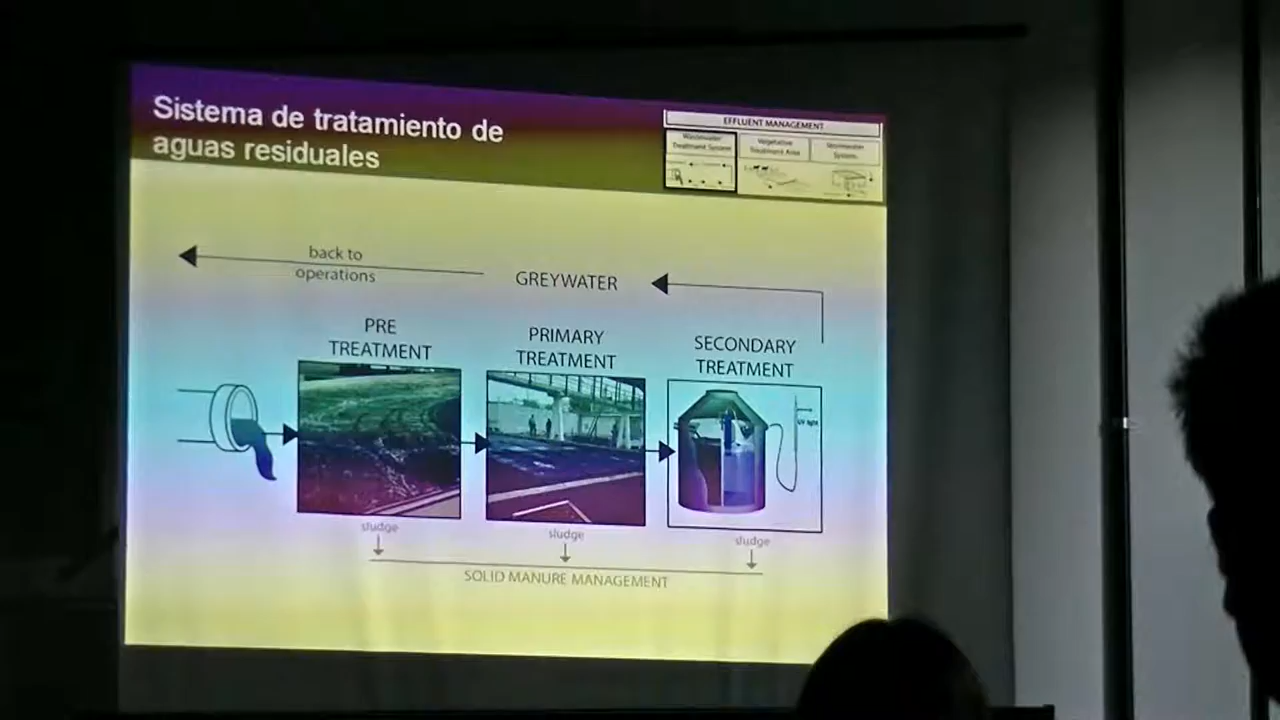 Sistema de tratamiento de
aguas residuales
EFFLUENT MANAGEMENT
Wastewater
Treatment System
Vegetative
Treatment Area
Stormwater
System
back to
operations
GREYWATER
PRE
TREATMENT
PRIMARY
TREATMENT
SECONDARY
TREATMENT
UV light
sludge
sludge
sludge
SOLID MANURE MANAGEMENT